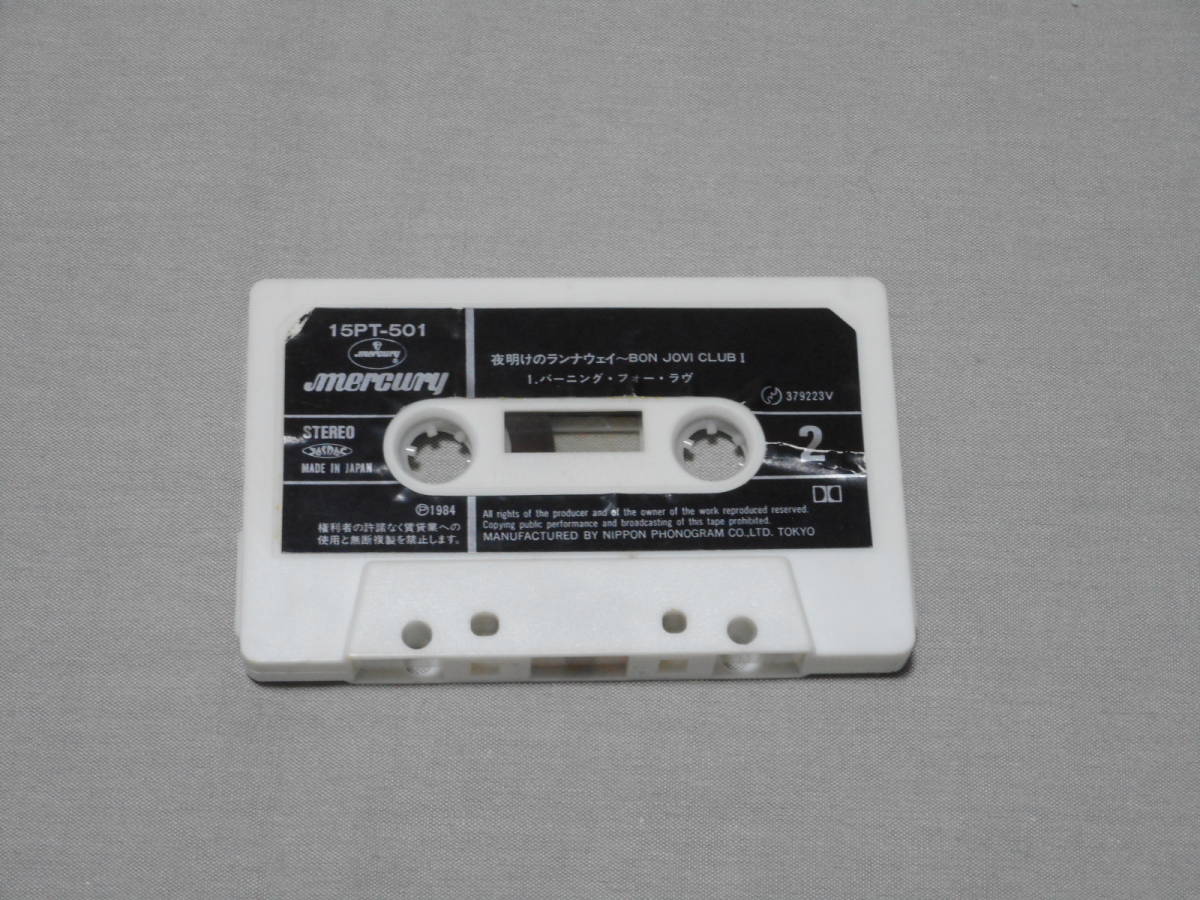 15PT-501
mercury
mercury
夜明けのランナウェイ〜BON JOVI CLUB I
1.バーニング・フォー・ラヴ
379223V
STEREO
JASRAC
MADE IN JAPAN
2
Ⓟ1984
権利者の許諾なく賃貸業への
使用と無断複製を禁止します。
All rights of the producer and of the owner of the work reproduced reserved.
Copying public performance and broadcasting of this tape prohibited.
MANUFACTURED BY NIPPON PHONOGRAM CO.,LTD. TOKYO